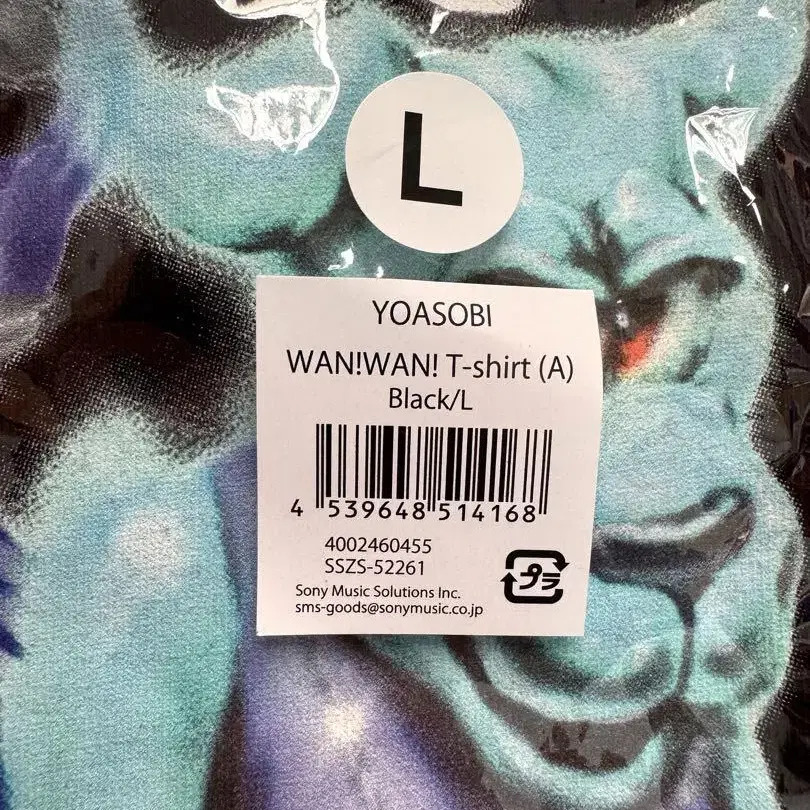 L
YOASOBI
WAN!WAN! T-shirt (A)
Black/L
4 539648 514168
4002460455
SSZS-52261
プラ
Sony Music Solutions Inc.
sms-goods@sonymusic.co.jp